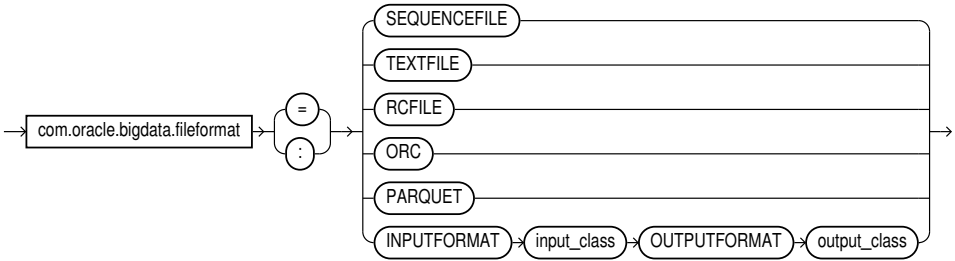 SEQUENCEFILE
TEXTFILE
RCFILE
com.oracle.bigdata.fileformat = :
ORC
PARQUET
INPUTFORMAT input_class OUTPUTFORMAT output_class